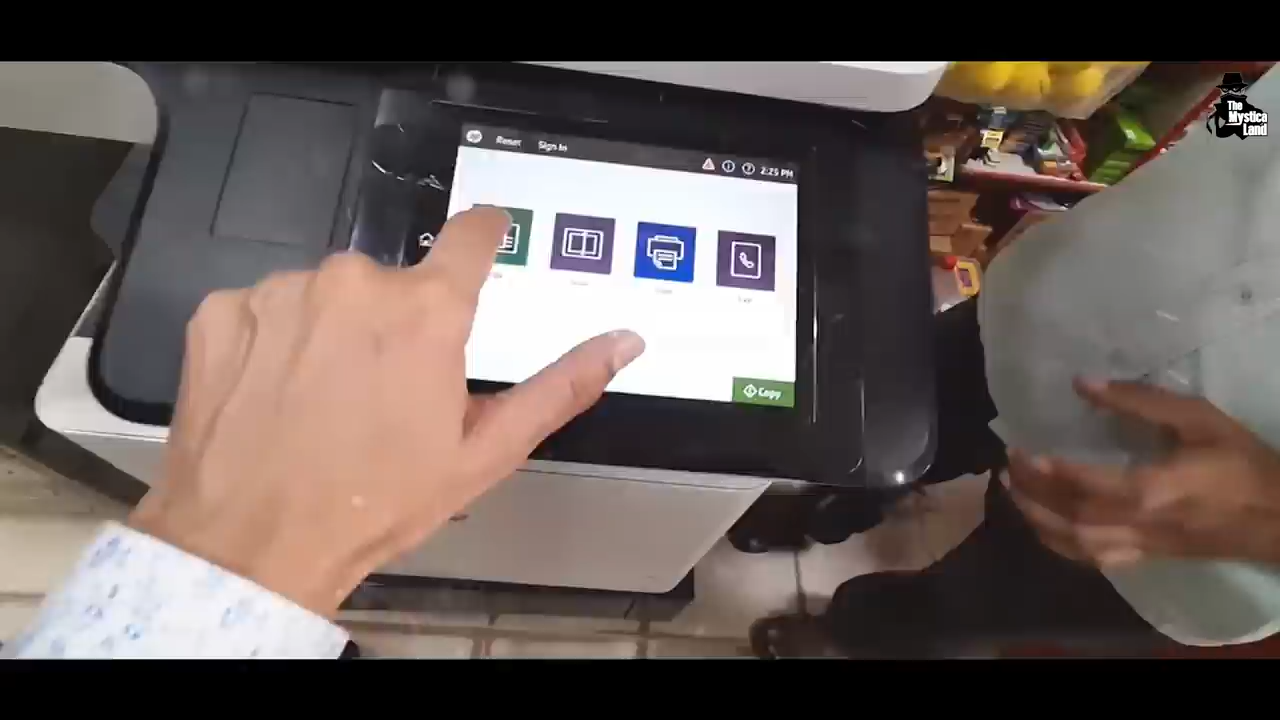 Reset Sign In
2:25 PM
Copy
The
Mystica
Land